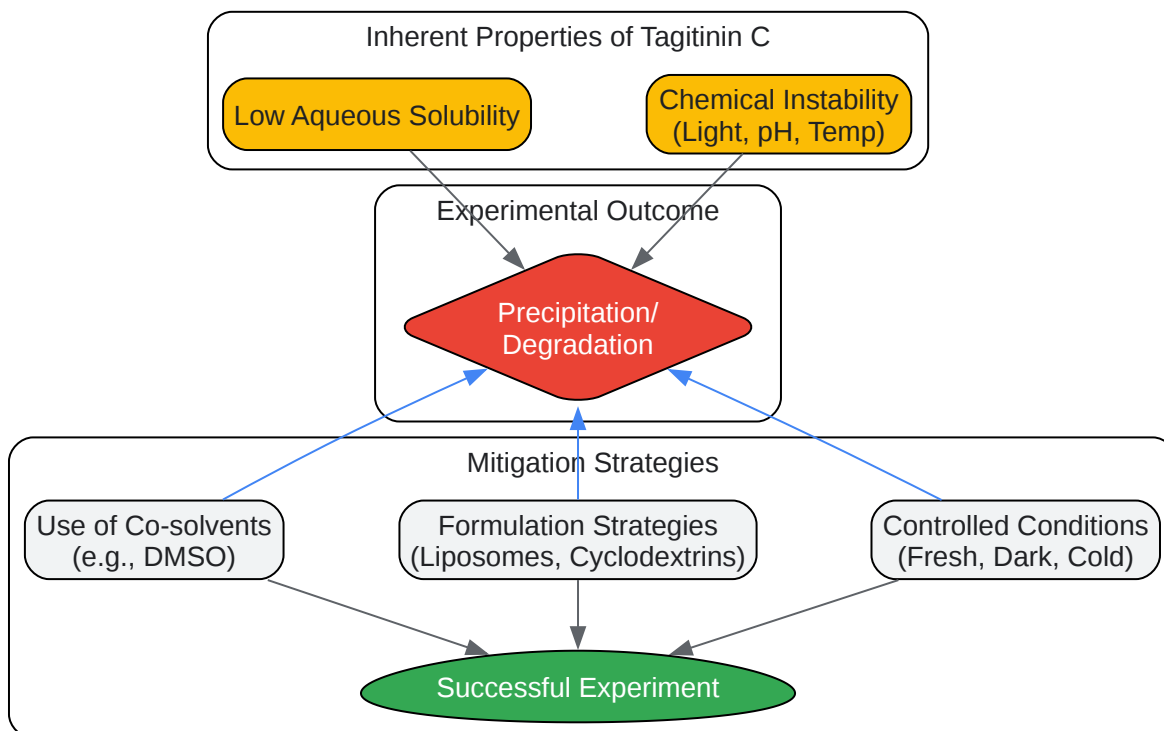 Inherent Properties of Tagitinin C
Low Aqueous Solubility
Chemical Instability
(Light, pH, Temp)
Experimental Outcome
Precipitation/
Degradation
Mitigation Strategies
Use of Co-solvents
(e.g., DMSO)
Formulation Strategies
(Liposomes, Cyclodextrins)
Controlled Conditions
(Fresh, Dark, Cold)
Successful Experiment